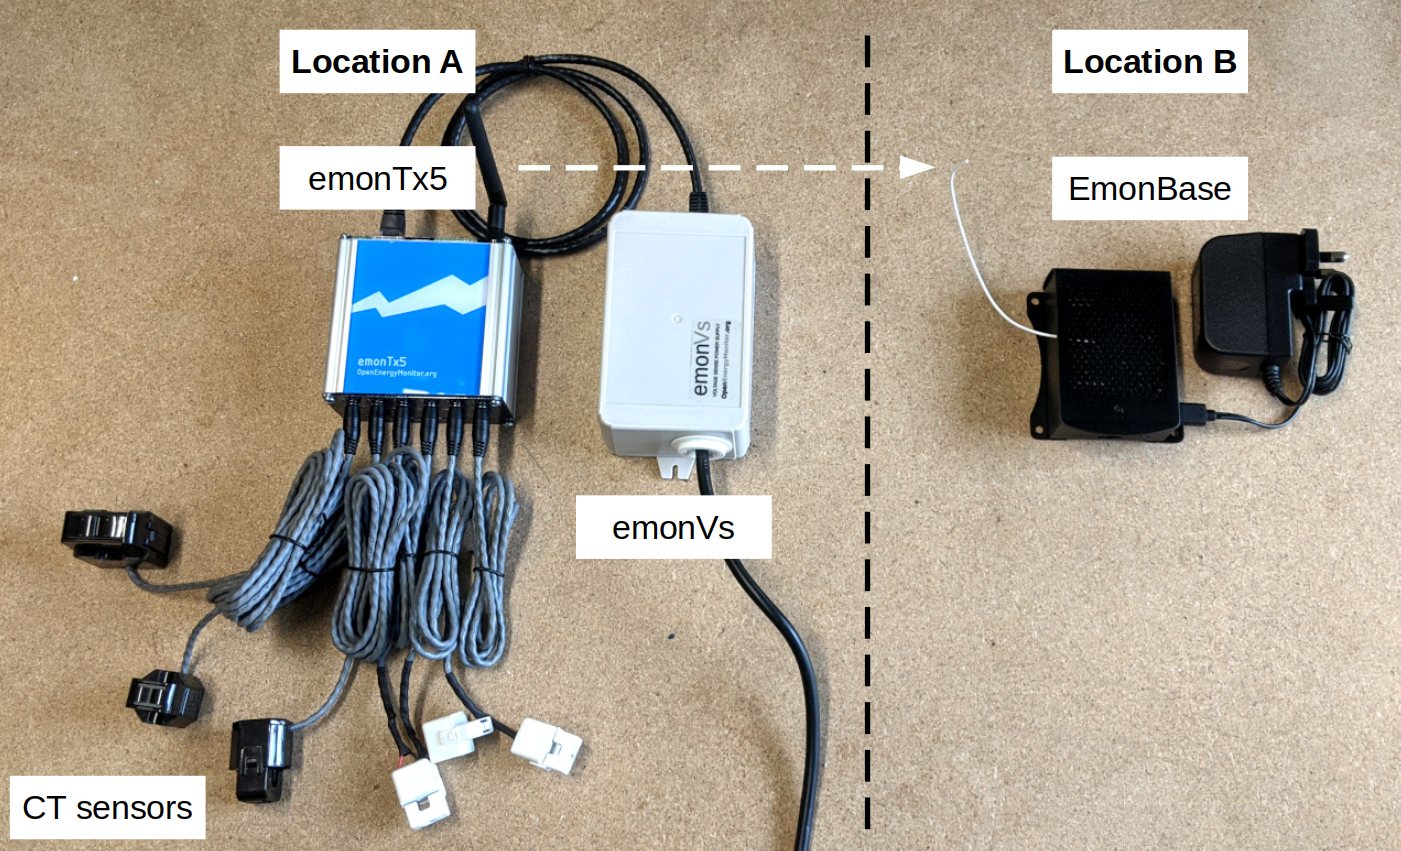 Location A
Location B
emonTx5
EmonBase
emonTx5
OpenEnergyMonitor.org
emonVs
VOLTAGE SENSE POWER SUPPLY
OpenEnergyMonitor.org
emonVs
CT sensors